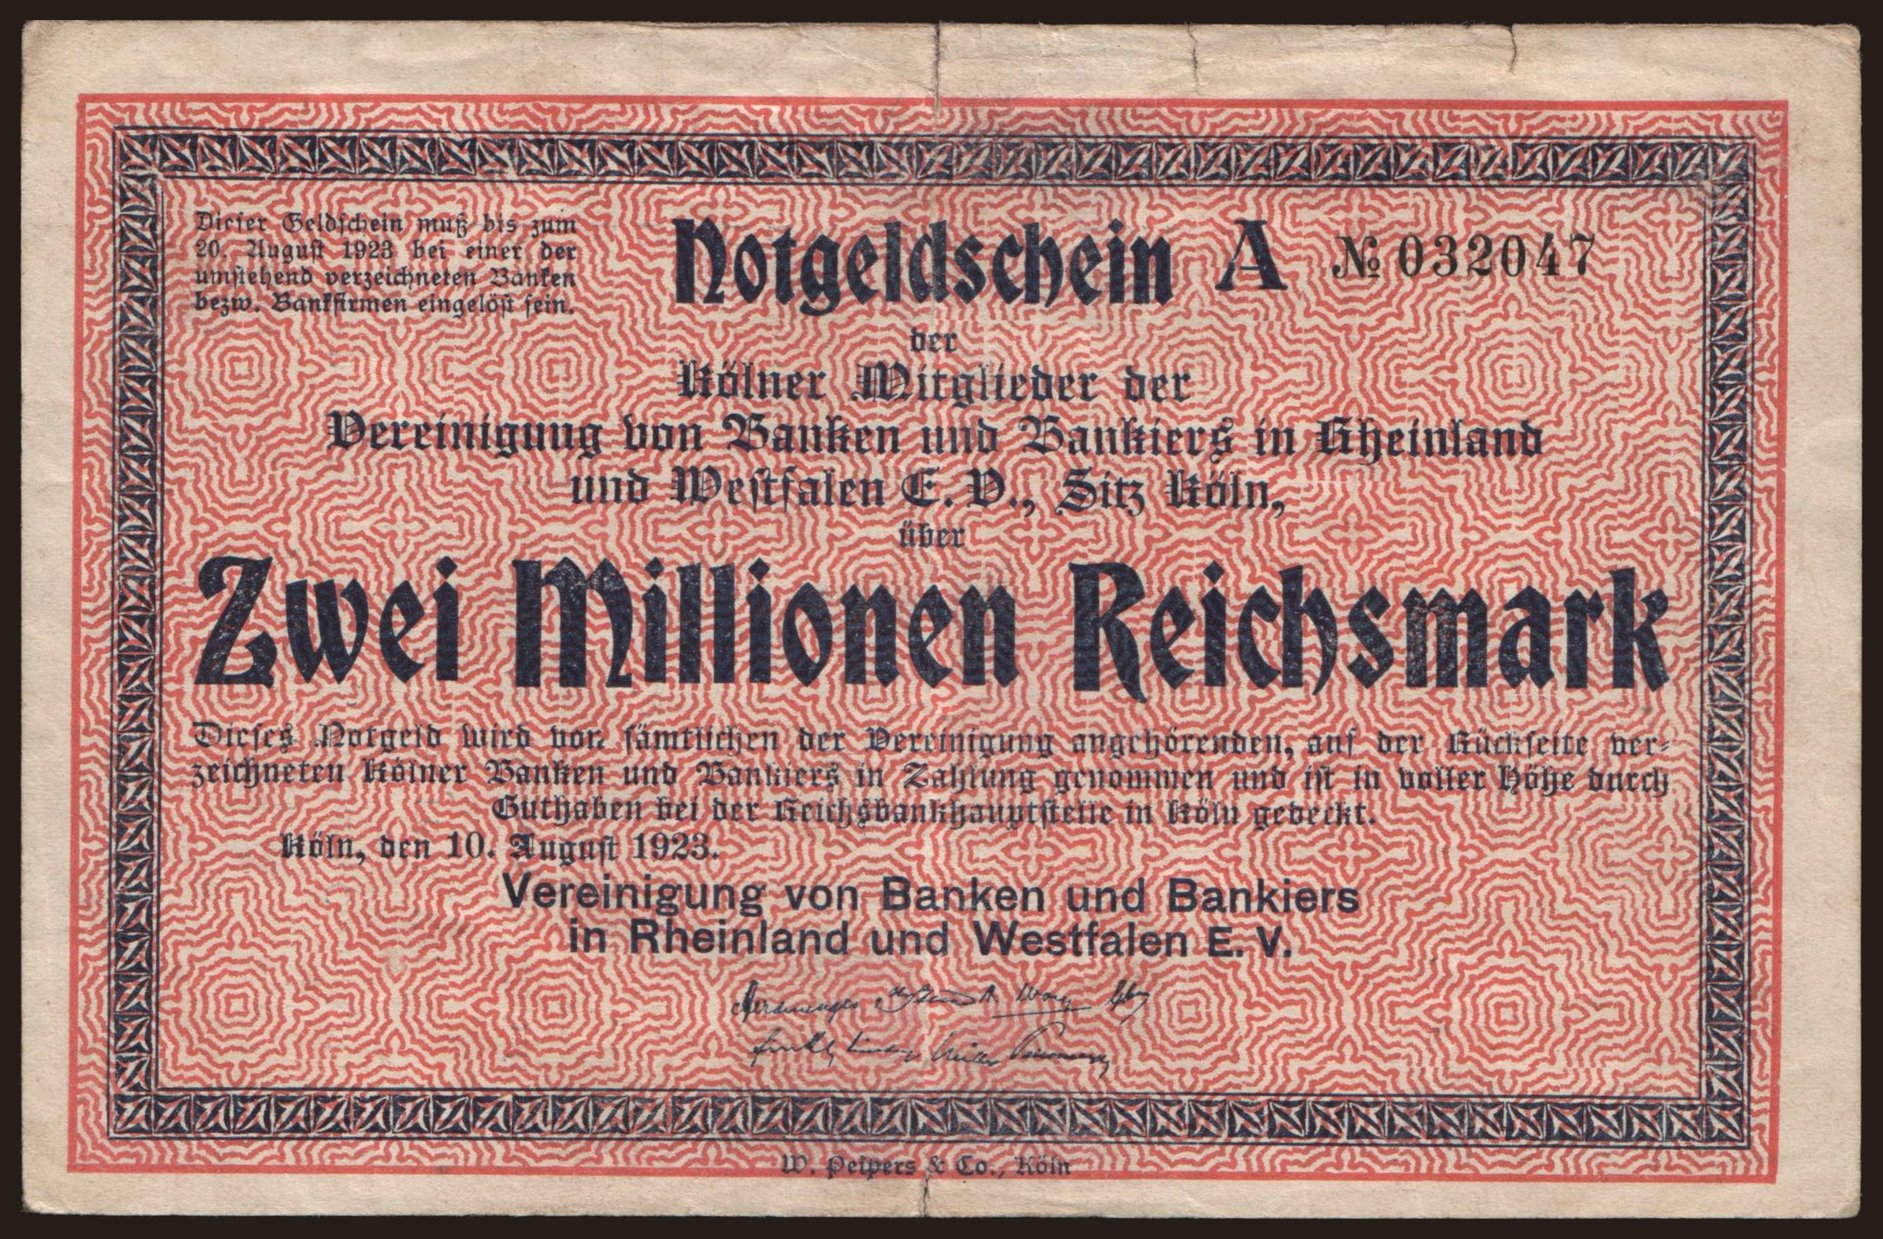 Dieser Geldschein muß bis zum
20. August 1923 bei einer der
umstehend verzeichneten Banken
bezw. Bankfirmen eingelöst sein.
Notgeldschein A № 032047
der
Kölner Mitglieder der
Vereinigung von Banken und Bankiers in Rheinland
und Westfalen E. V., Sitz Köln,
über
Zwei Millionen Reichsmark
Dieses Notgeld wird von sämtlichen der Vereinigung angehörenden, auf der Rückseite ver-
zeichneten Kölner Banken und Bankiers in Zahlung genommen und ist in voller Höhe durch
Guthaben bei der Reichsbankhauptstelle in Köln gedeckt.
Köln, den 10. August 1923.
Vereinigung von Banken und Bankiers
in Rheinland und Westfalen E. V.
W. Peipers & Co., Köln